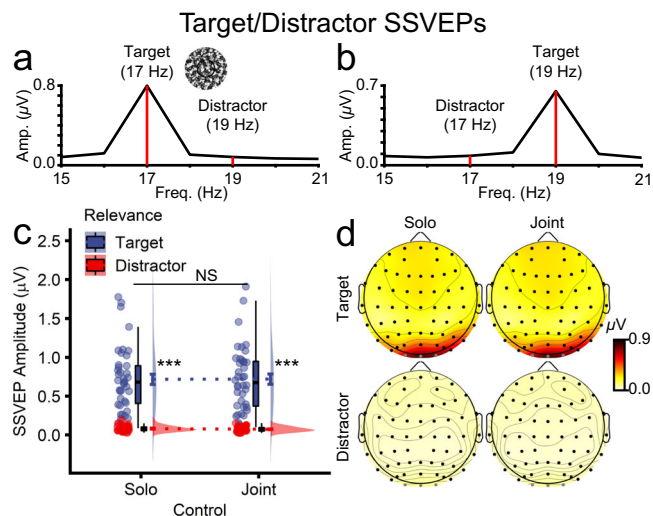 Target/Distractor SSVEPs
a
Target
(17 Hz)
Distractor
(19 Hz)
0.8
0.0
Amp. (µV)
15
17
19
21
Freq. (Hz)
b
Target
(19 Hz)
Distractor
(17 Hz)
0.7
0.0
Amp. (µV)
15
17
19
21
Freq. (Hz)
c
Relevance
Target
Distractor
2.5
2.0
1.5
1.0
0.5
0.0
SSVEP Amplitude (µV)
NS
***
***
Solo
Joint
Control
d
Solo
Joint
Target
Distractor
µV
0.9
0.0